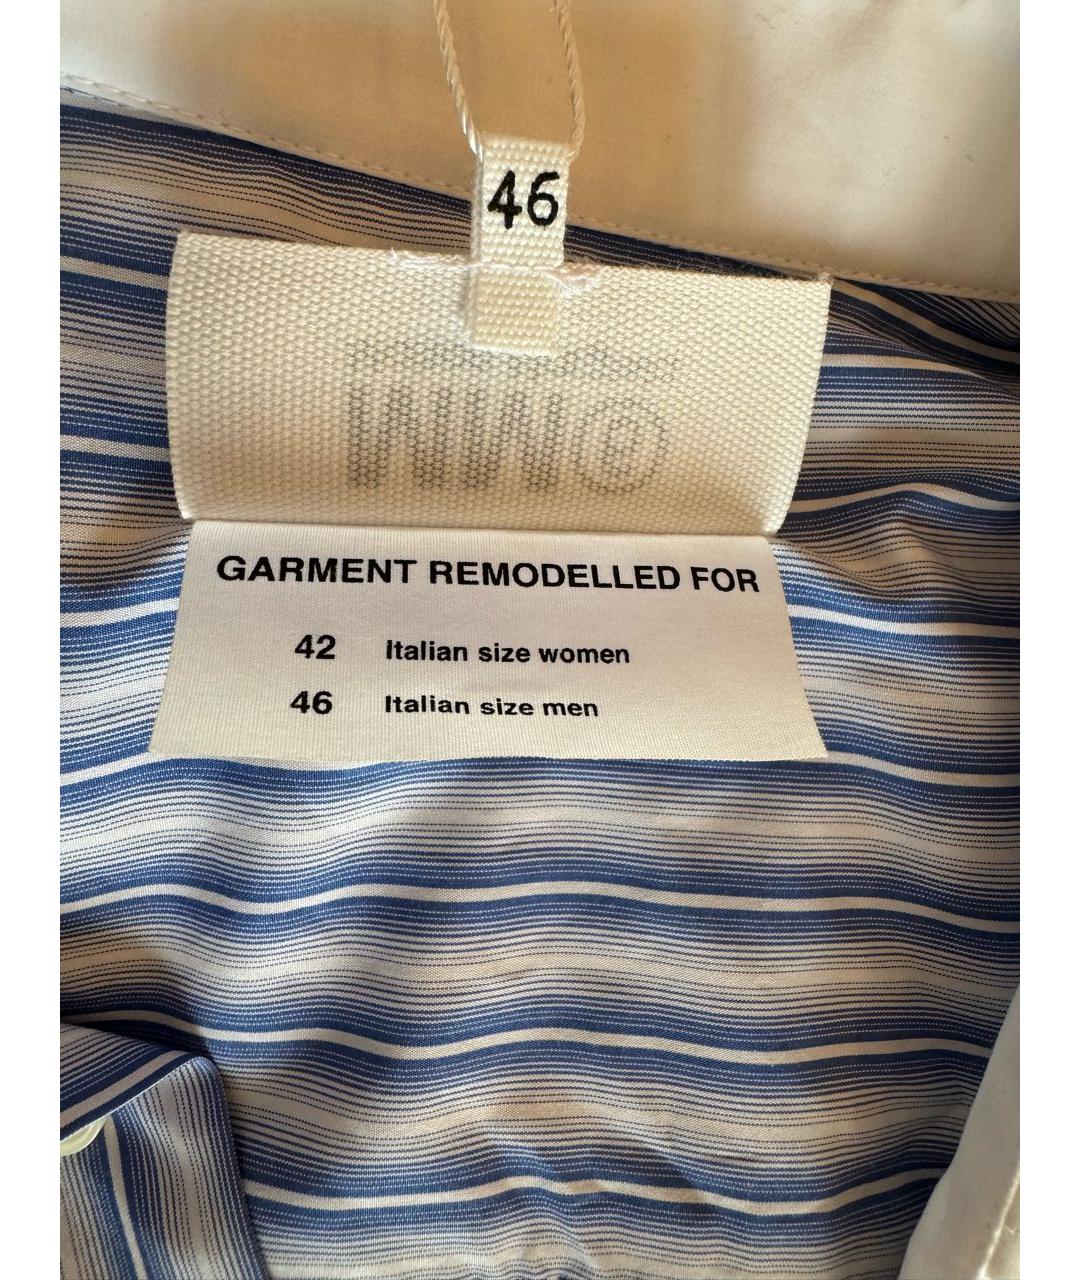 46
GARMENT REMODELLED FOR
42 Italian size women
46 Italian size men